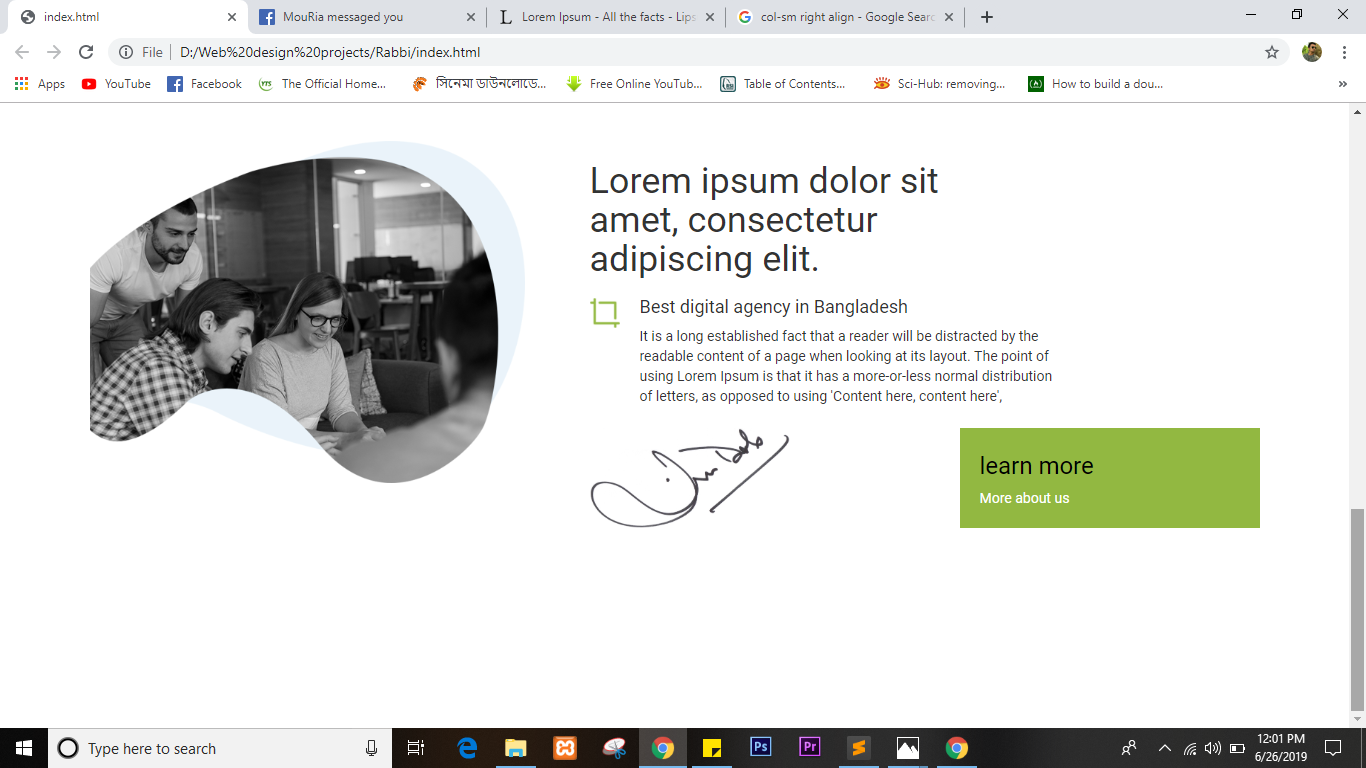 index.html
MouRia messaged you
Lorem Ipsum - All the facts - Lips
col-sm right align - Google Searc
File
D:/Web%20design%20projects/Rabbi/index.html
Apps
YouTube
Facebook
The Official Home...
সিনেমা ডাউনলোডে...
Free Online YouTub...
Table of Contents...
Sci-Hub: removing...
How to build a dou...
Lorem ipsum dolor sit
amet, consectetur
adipiscing elit.
Best digital agency in Bangladesh
It is a long established fact that a reader will be distracted by the
readable content of a page when looking at its layout. The point of
using Lorem Ipsum is that it has a more-or-less normal distribution
of letters, as opposed to using 'Content here, content here',
learn more
More about us
Type here to search
Ps
Pr
12:01 PM
6/26/2019